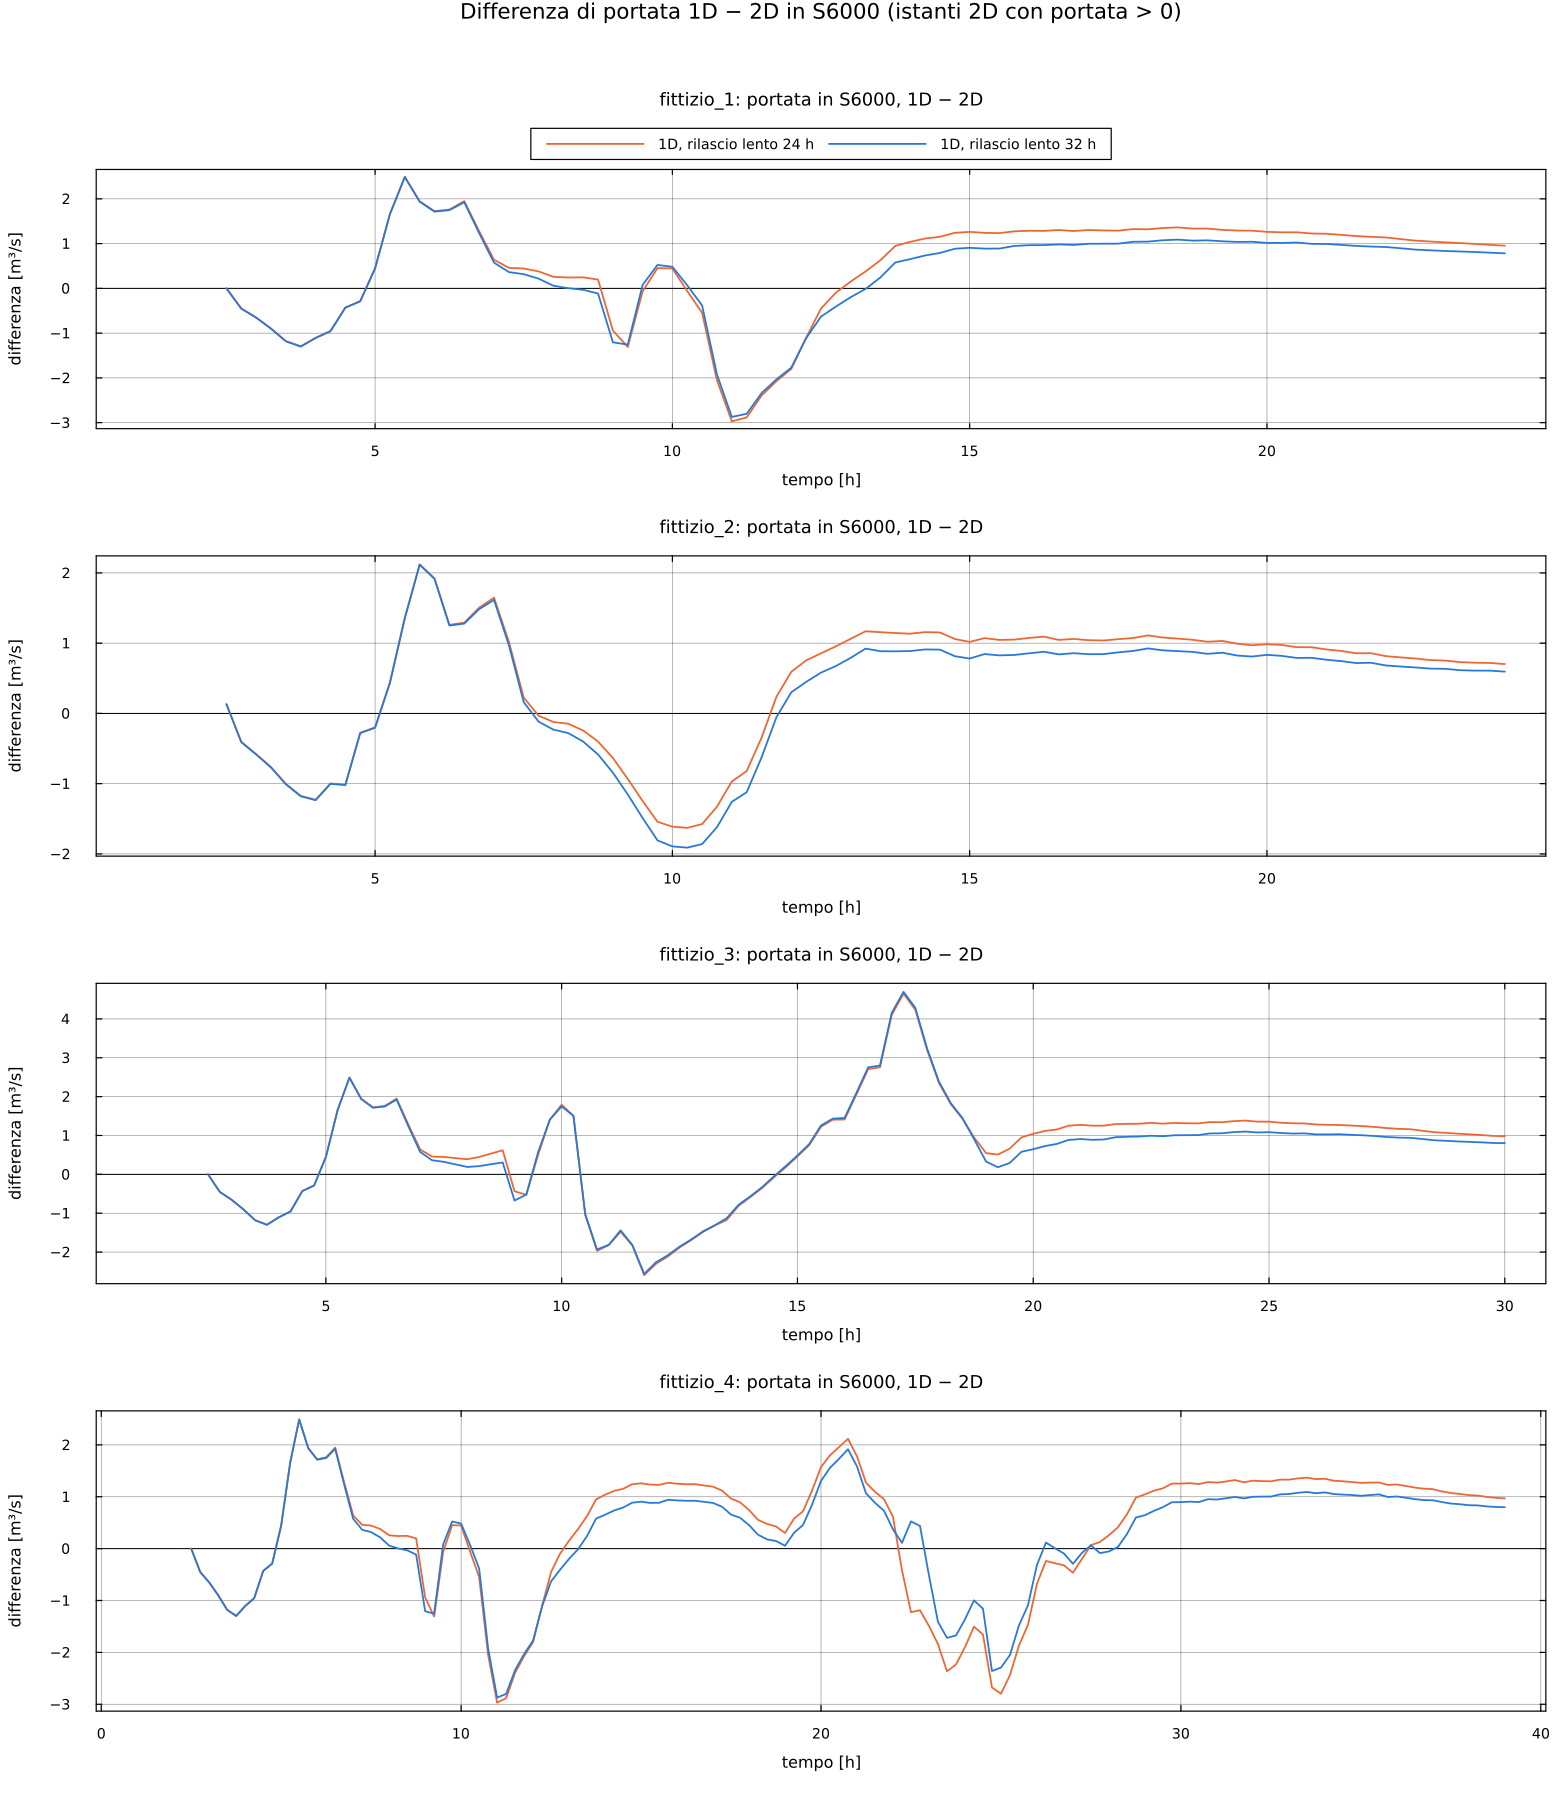 Differenza di portata 1D − 2D in S6000 (istanti 2D con portata > 0)
fittizio_1: portata in S6000, 1D − 2D
1D, rilascio lento 24 h
1D, rilascio lento 32 h
differenza [m³/s]
2
1
0
−1
−2
−3
5
10
15
20
tempo [h]
fittizio_2: portata in S6000, 1D − 2D
differenza [m³/s]
2
1
0
−1
−2
5
10
15
20
tempo [h]
fittizio_3: portata in S6000, 1D − 2D
differenza [m³/s]
4
3
2
1
0
−1
−2
5
10
15
20
25
30
tempo [h]
fittizio_4: portata in S6000, 1D − 2D
differenza [m³/s]
2
1
0
−1
−2
−3
0
10
20
30
40
tempo [h]